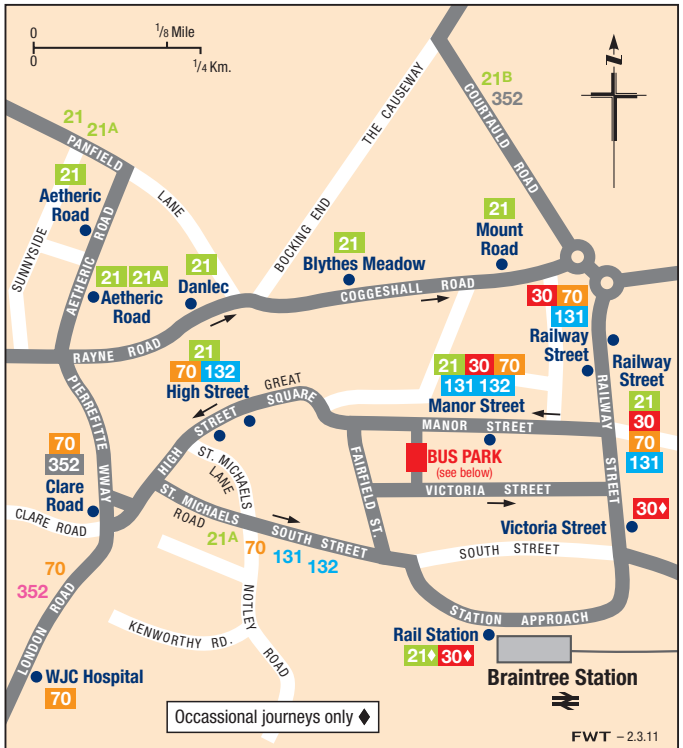 0
1/8 Mile
0
1/4 Km.
N
21
21A
PANFIELD
LANE
21
Aetheric
Road
SUNNYSIDE
AETHERIC ROAD
21 21A
Aetheric
Road
21
Danlec
BOCKING END
THE CAUSEWAY
21B
352
COURTAULD ROAD
21
Blythes Meadow
21
Mount
Road
COGGESHALL ROAD
RAYNE ROAD
30 70
131
Railway
Street
Railway
Street
21
30
70
131
RAILWAY STREET
21
70 132
High Street
GREAT
SQUARE
HIGH STREET
21 30 70
131 132
Manor Street
MANOR STREET
PIERREFITTE WWAY
70
352
Clare
Road
CLARE ROAD
ST. MICHAELS
LANE
ST. MICHAELS
ROAD
FAIRFIELD ST.
BUS PARK
(see below)
VICTORIA STREET
30♦
Victoria Street
21A
70
SOUTH STREET
131
132
SOUTH STREET
70
352
LONDON ROAD
KENWORTHY RD.
NOTLEY
ROAD
STATION APPROACH
Rail Station
21♦ 30♦
Braintree Station
WJC Hospital
70
Occassional journeys only ♦
FWT – 2.3.11